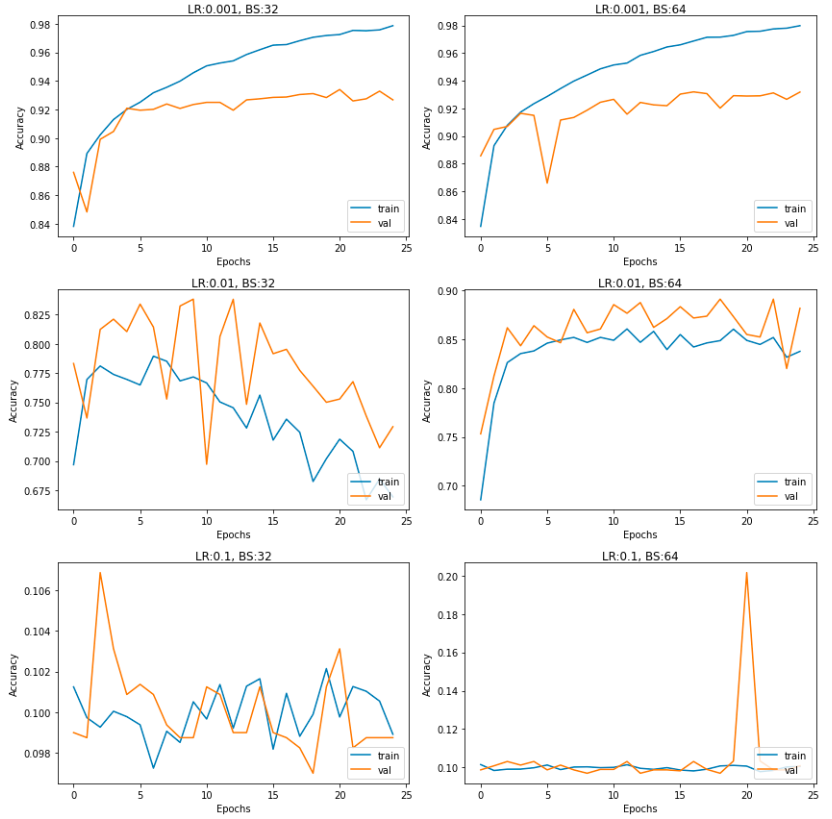 LR:0.001, BS:32
0.98
0.96
0.94
0.92
0.90
0.88
0.86
0.84
Accuracy
train
val
0 5 10 15 20 25
Epochs
LR:0.001, BS:64
0.98
0.96
0.94
0.92
0.90
0.88
0.86
0.84
Accuracy
train
val
0 5 10 15 20 25
Epochs
LR:0.01, BS:32
0.825
0.800
0.775
0.750
0.725
0.700
0.675
Accuracy
train
val
0 5 10 15 20 25
Epochs
LR:0.01, BS:64
0.90
0.85
0.80
0.75
0.70
Accuracy
train
val
0 5 10 15 20 25
Epochs
LR:0.1, BS:32
0.106
0.104
0.102
0.100
0.098
Accuracy
train
val
0 5 10 15 20 25
Epochs
LR:0.1, BS:64
0.20
0.18
0.16
0.14
0.12
0.10
Accuracy
train
val
0 5 10 15 20 25
Epochs